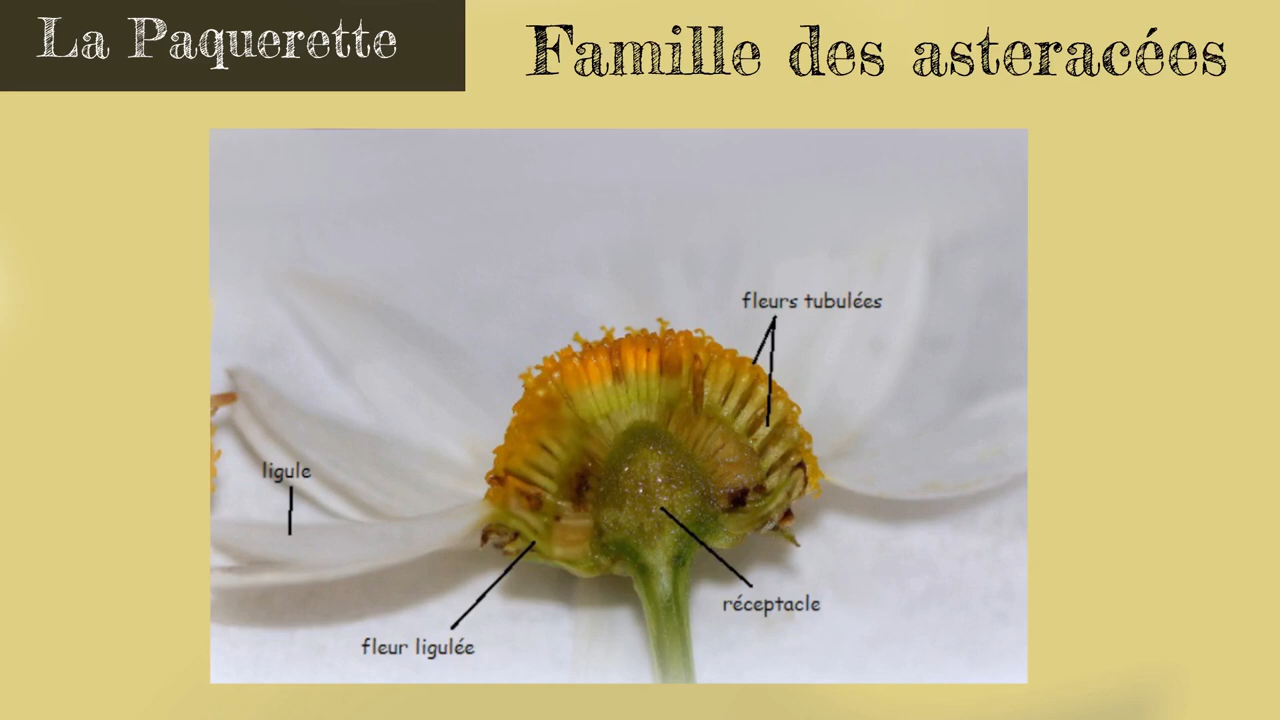 La Paquerette
Famille des asteracées
fleurs tubulées
ligule
réceptacle
fleur ligulée